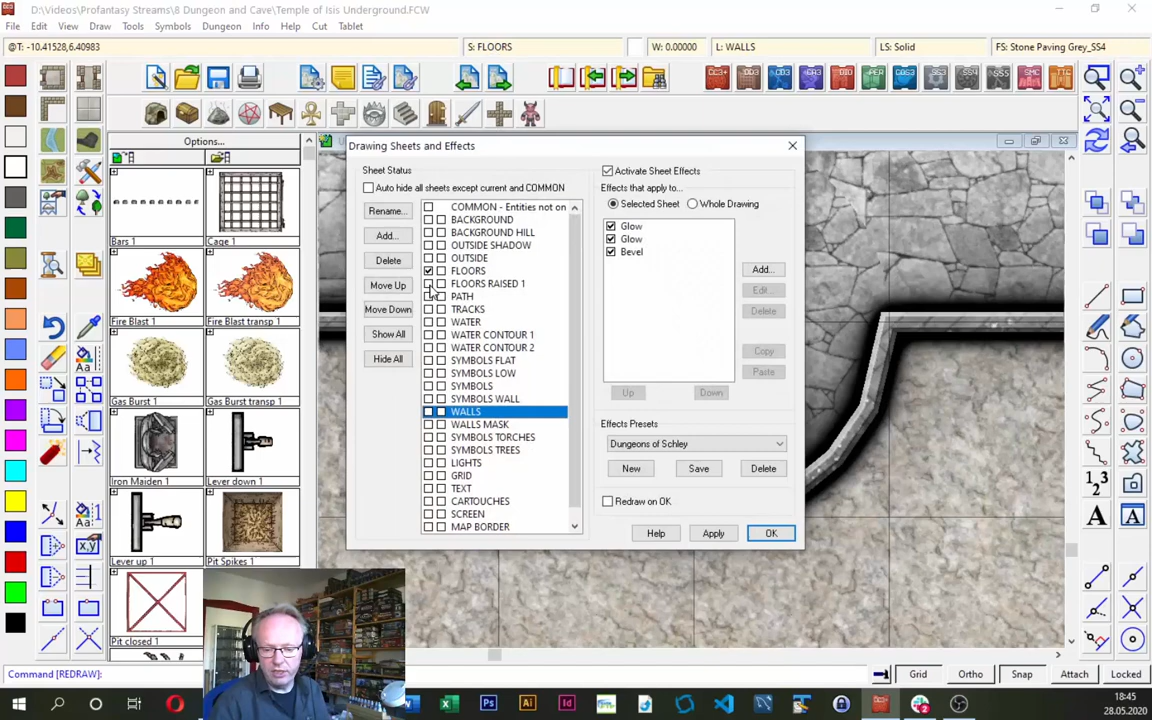 D:\Videos\Profantasy Streams\8 Dungeon and Cave\Temple of Isis Underground.FCW
File Edit View Draw Tools Symbols Dungeon Info Help Cut Tablet
@T: -10.41528,6.40983 S: FLOORS W: 0.00000 L: WALLS LS: Solid FS: Stone Paving Grey_SS4
Options...
Bars 1 Cage 1
Fire Blast 1 Fire Blast transp 1
Gas Burst 1 Gas Burst transp 1
Iron Maiden 1 Lever down 1
Lever up 1 Pit Spikes 1
Pit closed 1
Drawing Sheets and Effects
Sheet Status
Auto hide all sheets except current and COMMON
Rename...
Add...
Delete
Move Up
Move Down
Show All
Hide All
COMMON - Entities not on
BACKGROUND
BACKGROUND HILL
OUTSIDE SHADOW
OUTSIDE
FLOORS
FLOORS RAISED 1
PATH
TRACKS
WATER
WATER CONTOUR 1
WATER CONTOUR 2
SYMBOLS FLAT
SYMBOLS LOW
SYMBOLS
SYMBOLS WALL
WALLS
WALLS MASK
SYMBOLS TORCHES
SYMBOLS TREES
LIGHTS
GRID
TEXT
CARTOUCHES
SCREEN
MAP BORDER
Activate Sheet Effects
Effects that apply to...
Selected Sheet Whole Drawing
Glow
Glow
Bevel
Add...
Edit...
Delete
Copy
Paste
Up Down
Effects Presets
Dungeons of Schley
New Save Delete
Redraw on OK
Help Apply OK
Command [REDRAW]:
Grid Ortho Snap Attach Locked
18:45
28.05.2020